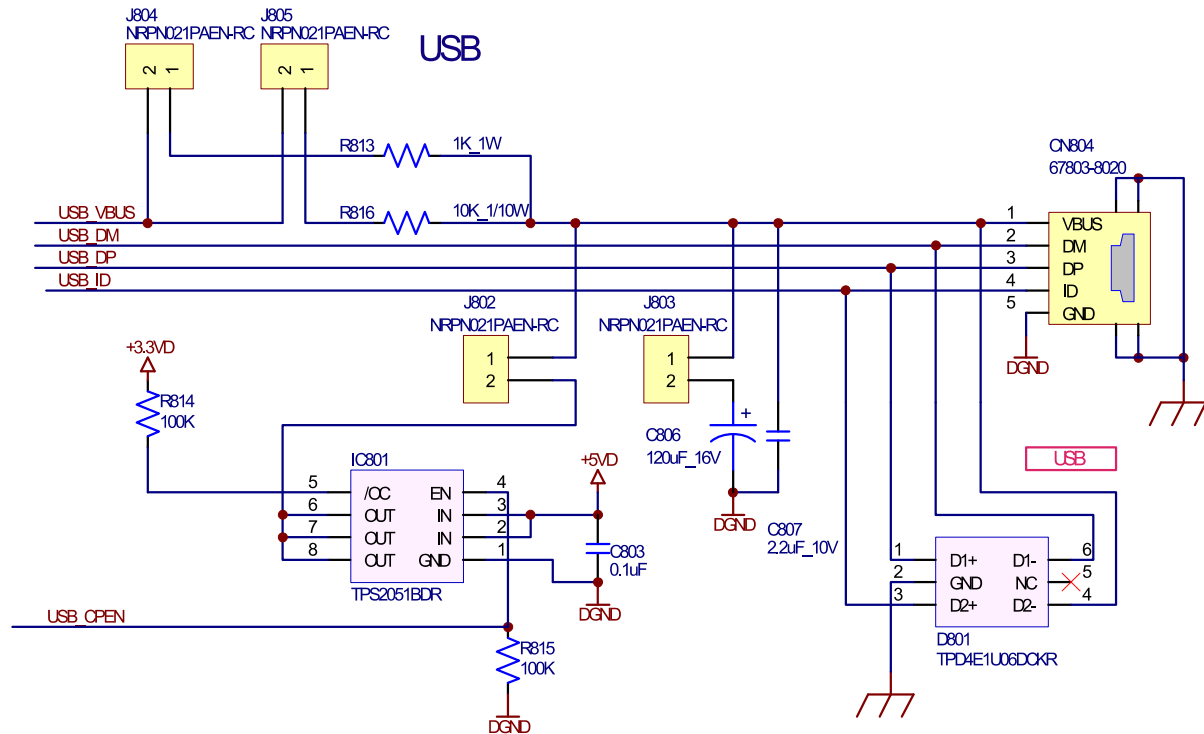 J804
NRPN021PAEN-RC
J805
NRPN021PAEN-RC
USB
2
1
2
1
R813
1K_1W
R816
10K_1/10W
USB_VBUS
USB_DM
USB_DP
USB_ID
CN804
67803-8020
1
2
3
4
5
VBUS
DM
DP
ID
GND
DGND
J802
NRPN021PAEN-RC
1
2
J803
NRPN021PAEN-RC
1
2
+3.3VD
R814
100K
C806
120uF_16V
+
DGND
C807
2.2uF_10V
USB
IC801
5
6
7
8
/OC
OUT
OUT
OUT
EN
IN
IN
GND
4
3
2
1
TPS2051BDR
+5VD
C803
0.1uF
DGND
USB_CPEN
R815
100K
DGND
1
2
3
D1+
GND
D2+
D1-
NC
D2-
6
5
4
D801
TPD4E1U06DCKR